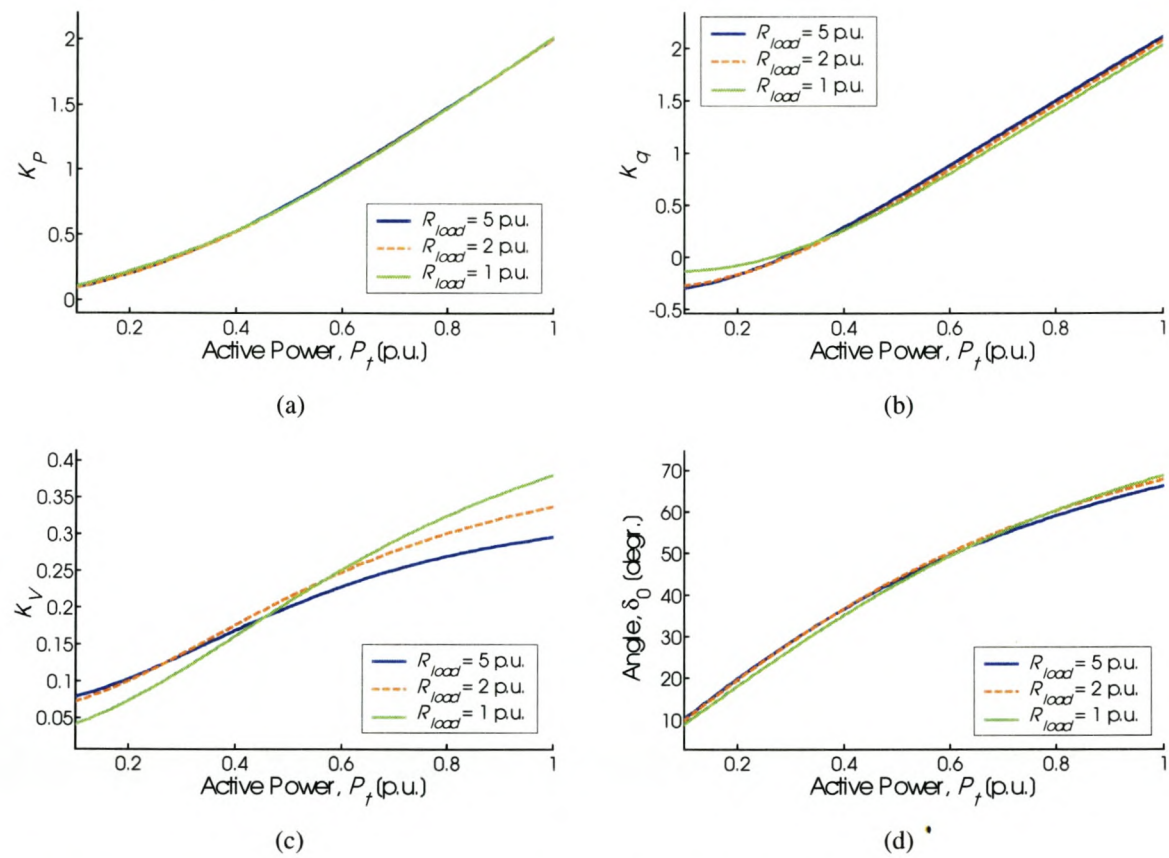 2
1.5
1
0.5
0
K_P
R_load = 5 p.u.
R_load = 2 p.u.
R_load = 1 p.u.
0.2 0.4 0.6 0.8 1
Active Power, P_t (p.u.)
(a)
R_load = 5 p.u.
R_load = 2 p.u.
R_load = 1 p.u.
2
1.5
1
0.5
0
-0.5
K_q
0.2 0.4 0.6 0.8 1
Active Power, P_t (p.u.)
(b)
0.4
0.35
0.3
0.25
0.2
0.15
0.1
0.05
K_V
R_load = 5 p.u.
R_load = 2 p.u.
R_load = 1 p.u.
0.2 0.4 0.6 0.8 1
Active Power, P_t (p.u.)
(c)
70
60
50
40
30
20
10
Angle, δ_0 (degr.)
R_load = 5 p.u.
R_load = 2 p.u.
R_load = 1 p.u.
0.2 0.4 0.6 0.8 1
Active Power, P_t (p.u.)
(d)